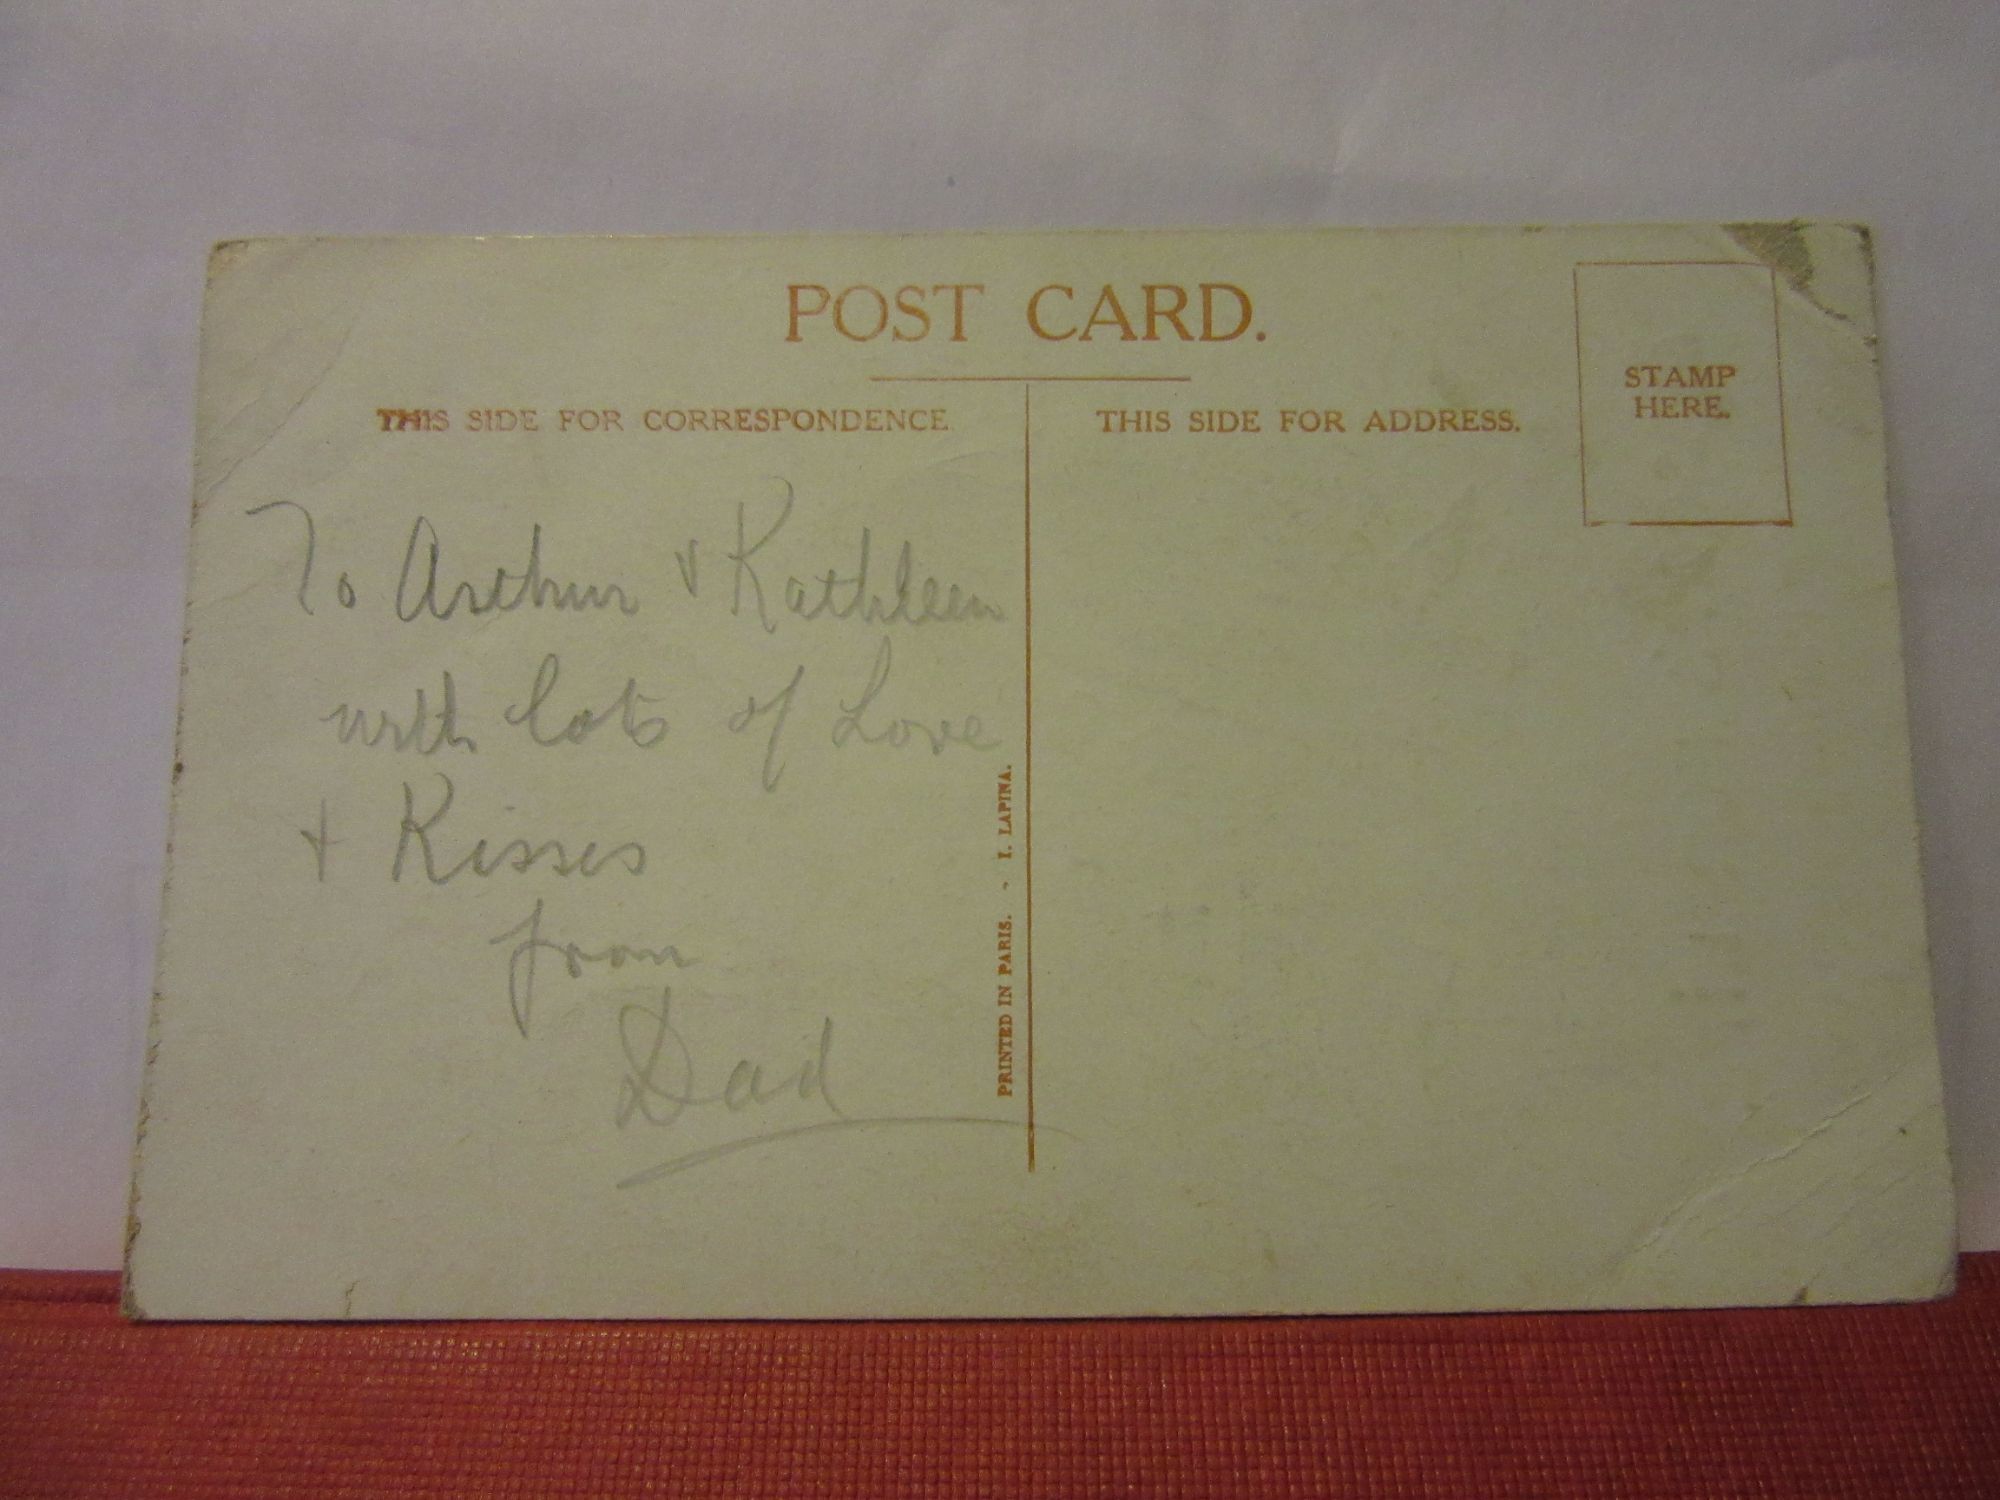 POST CARD.
THIS SIDE FOR CORRESPONDENCE
THIS SIDE FOR ADDRESS.
STAMP
HERE.
To Arthur & Kathleen
with lots of Love
+ Kisses
from
Dad
PRINTED IN PARIS. - I. LAPINA.